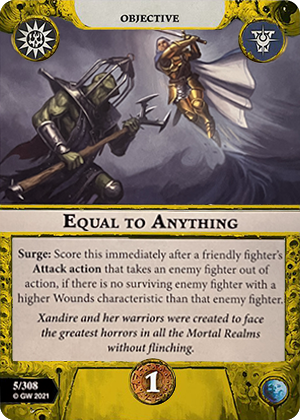 OBJECTIVE
EQUAL TO ANYTHING
Surge: Score this immediately after a friendly fighter's
Attack action that takes an enemy fighter out of
action, if there is no surviving enemy fighter with a
higher Wounds characteristic than that enemy fighter.
Xandire and her warriors were created to face
the greatest horrors in all the Mortal Realms
without flinching.
5/308
© GW 2021
1